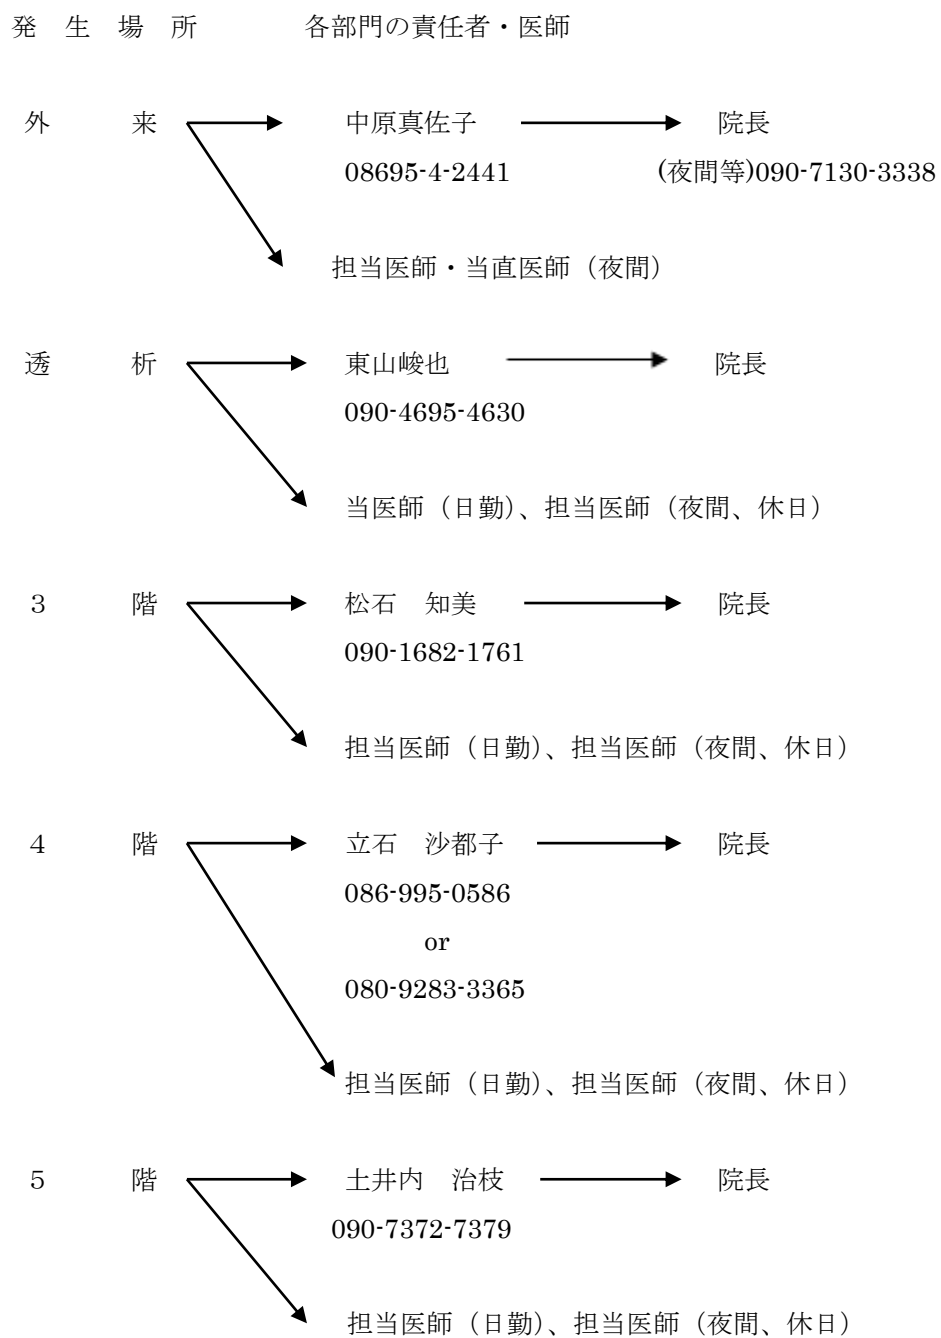 発 生 場 所 各部門の責任者・医師
外 来 中原真佐子 院長
08695-4-2441 (夜間等)090-7130-3338
担当医師・当直医師（夜間）
透 析 東山峻也 院長
090-4695-4630
当医師（日勤）、担当医師（夜間、休日）
３ 階 松石 知美 院長
090-1682-1761
担当医師（日勤）、担当医師（夜間、休日）
４ 階 立石 沙都子 院長
086-995-0586
or
080-9283-3365
担当医師（日勤）、担当医師（夜間、休日）
５ 階 土井内 治枝 院長
090-7372-7379
担当医師（日勤）、担当医師（夜間、休日）